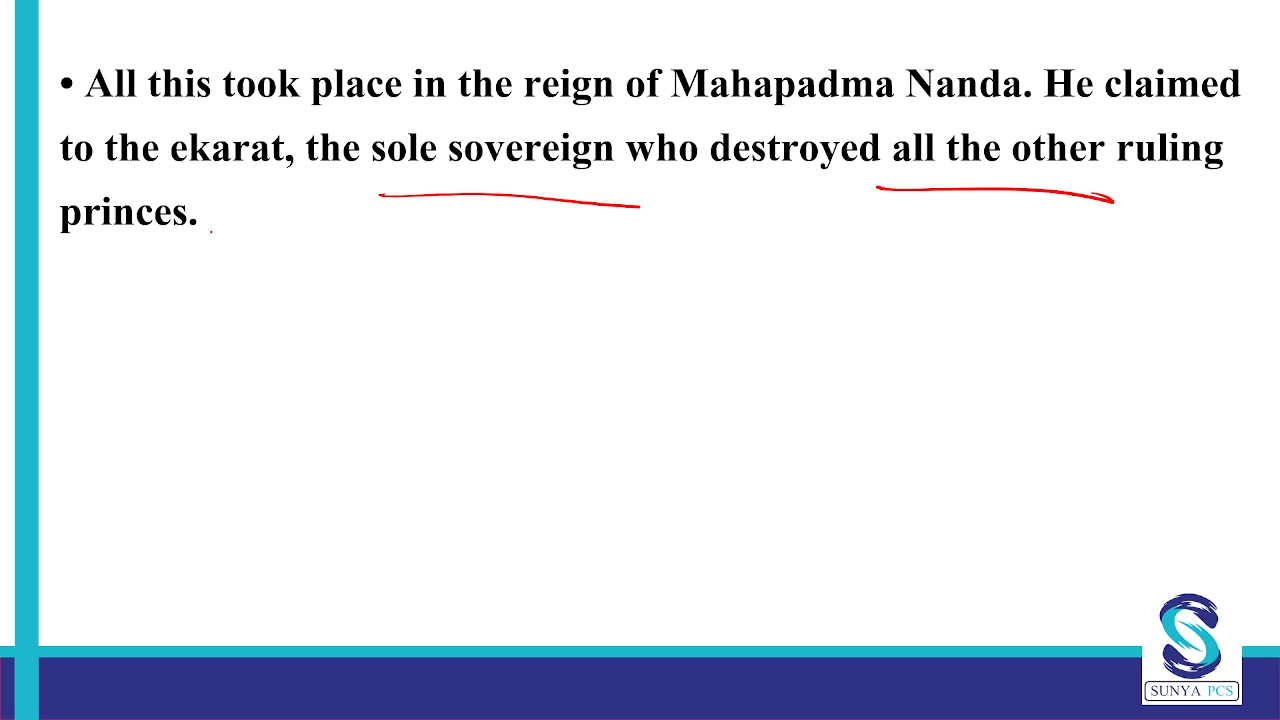 • All this took place in the reign of Mahapadma Nanda. He claimed
to the ekarat, the sole sovereign who destroyed all the other ruling
princes.
SUNYA PCS